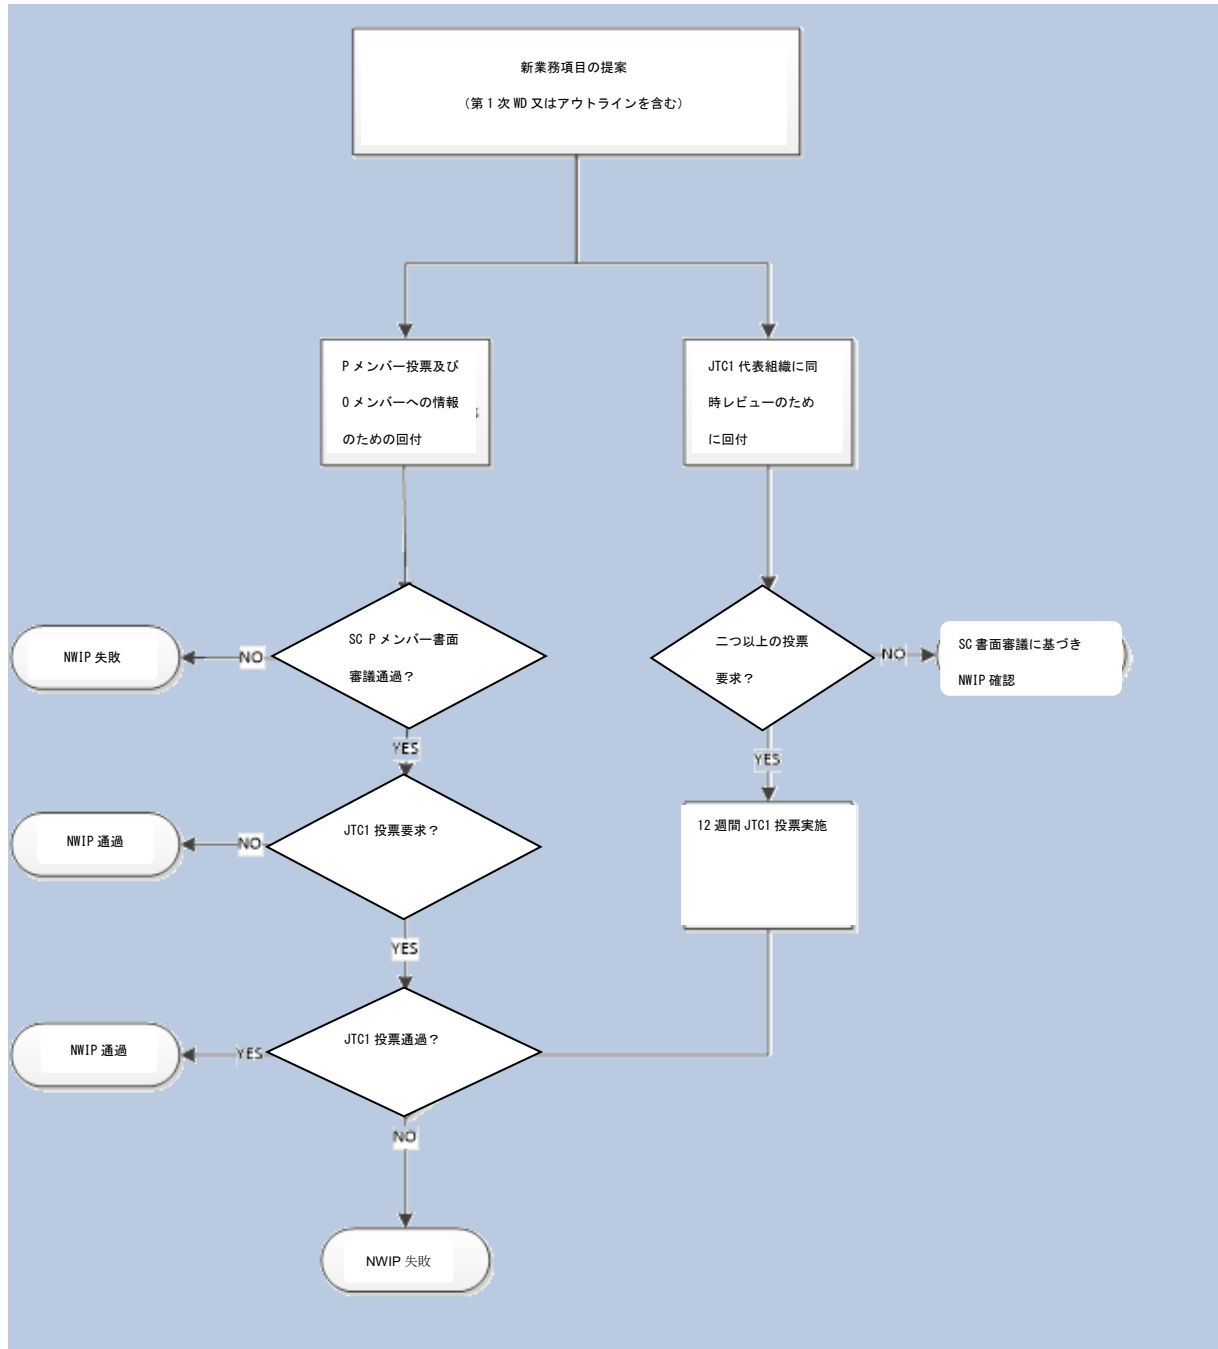 新業務項目の提案
(第1次 WD 又はアウトラインを含む)
P メンバー投票及び
O メンバーへの情報
のための回付
JTC1 代表組織に同
時レビューのため
に回付
SC P メンバー書面
審議通過？
NO
NWIP 失敗
二つ以上の投票
要求？
NO
SC 書面審議に基づき
NWIP 確認
YES
YES
JTC1 投票要求？
NO
NWIP 通過
12 週間 JTC1 投票実施
YES
JTC1 投票通過？
YES
NWIP 通過
NO
NWIP 失敗